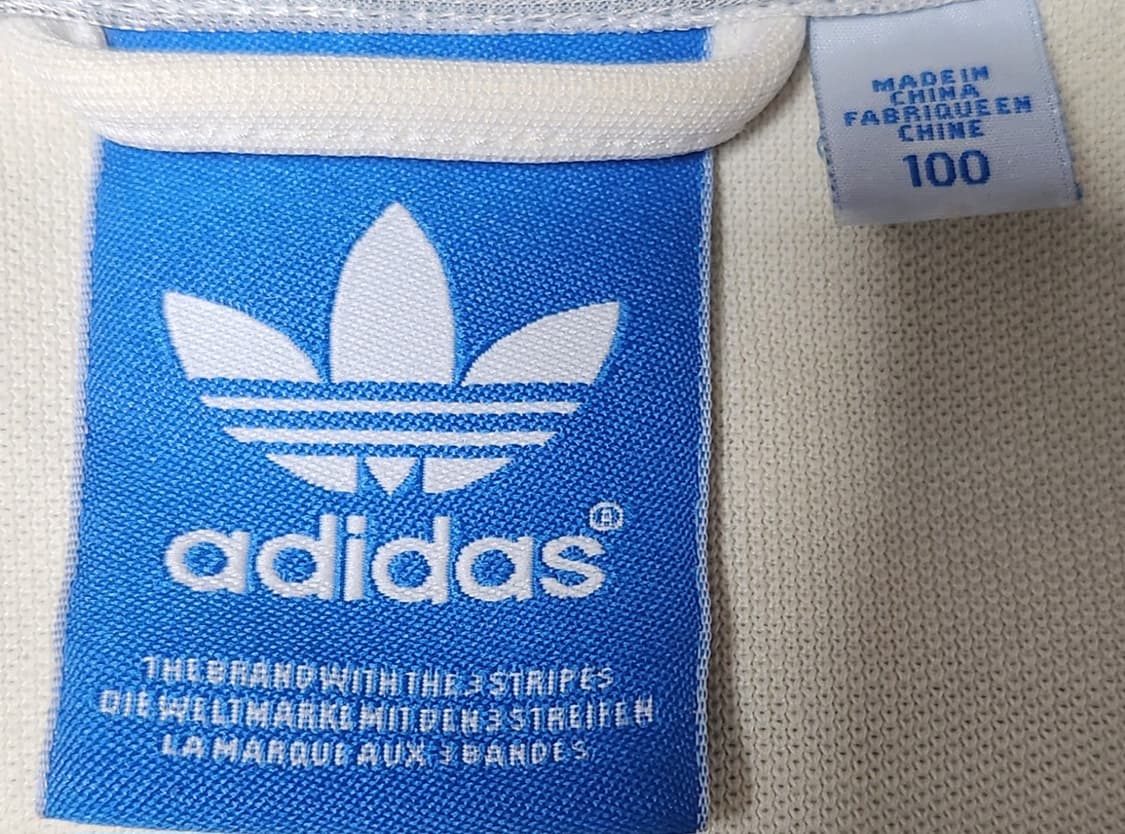 adidas®
THE BRAND WITH THE 3 STRIPES
DIE WELTMARKE MIT DEN 3 STREIFEN
LA MARQUE AUX 3 BANDES
MADE IN
CHINA
FABRIQUE EN
CHINE
100